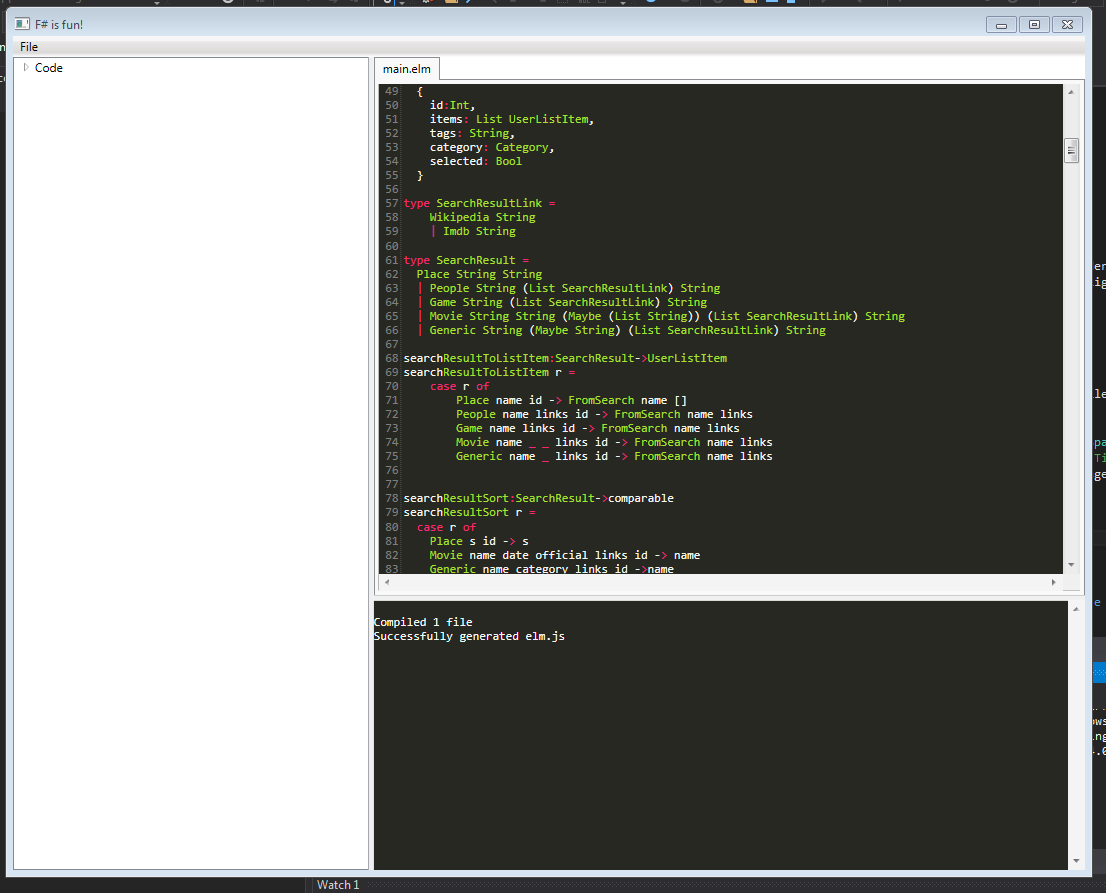 F# is fun!
File
Code
main.elm
49 {
50 id:Int,
51 items: List UserListItem,
52 tags: String,
53 category: Category,
54 selected: Bool
55 }
56
57 type SearchResultLink =
58 Wikipedia String
59 | Imdb String
60
61 type SearchResult =
62 Place String String
63 | People String (List SearchResultLink) String
64 | Game String (List SearchResultLink) String
65 | Movie String String (Maybe (List String)) (List SearchResultLink) String
66 | Generic String (Maybe String) (List SearchResultLink) String
67
68 searchResultToListItem:SearchResult->UserListItem
69 searchResultToListItem r =
70 case r of
71 Place name id -> FromSearch name []
72 People name links id -> FromSearch name links
73 Game name links id -> FromSearch name links
74 Movie name _ _ links id -> FromSearch name links
75 Generic name _ links id -> FromSearch name links
76
77
78 searchResultSort:SearchResult->comparable
79 searchResultSort r =
80 case r of
81 Place s id -> s
82 Movie name date official links id -> name
83 Generic name category links id ->name
Compiled 1 file
Successfully generated elm.js
Watch 1